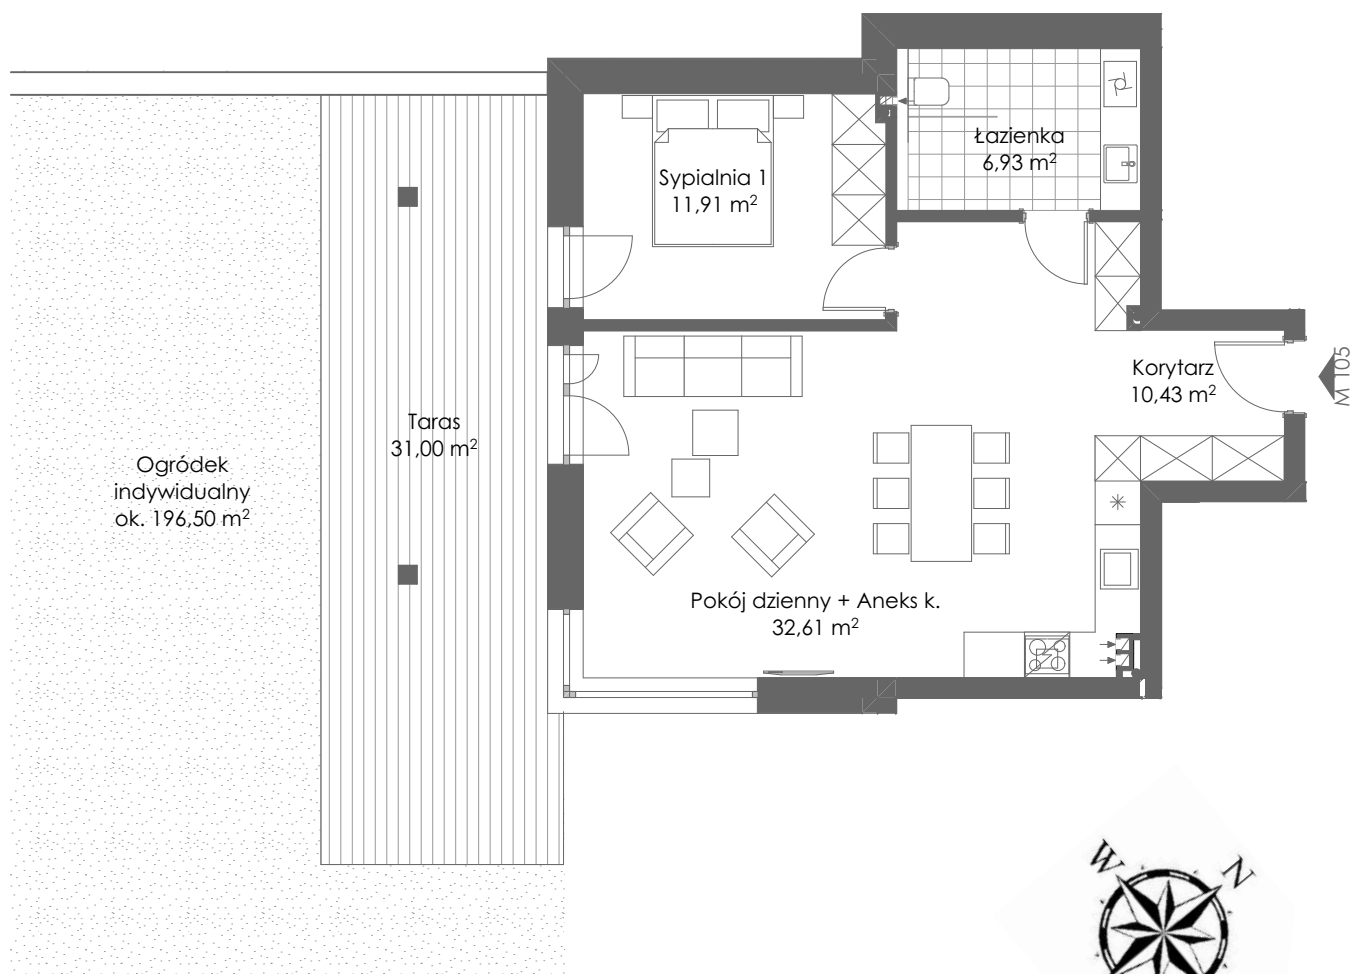 Łazienka
6,93 m²
Sypialnia 1
11,91 m²
Korytarz
10,43 m²
M 105
Taras
31,00 m²
Ogródek
indywidualny
ok. 196,50 m²
Pokój dzienny + Aneks k.
32,61 m²
W
N